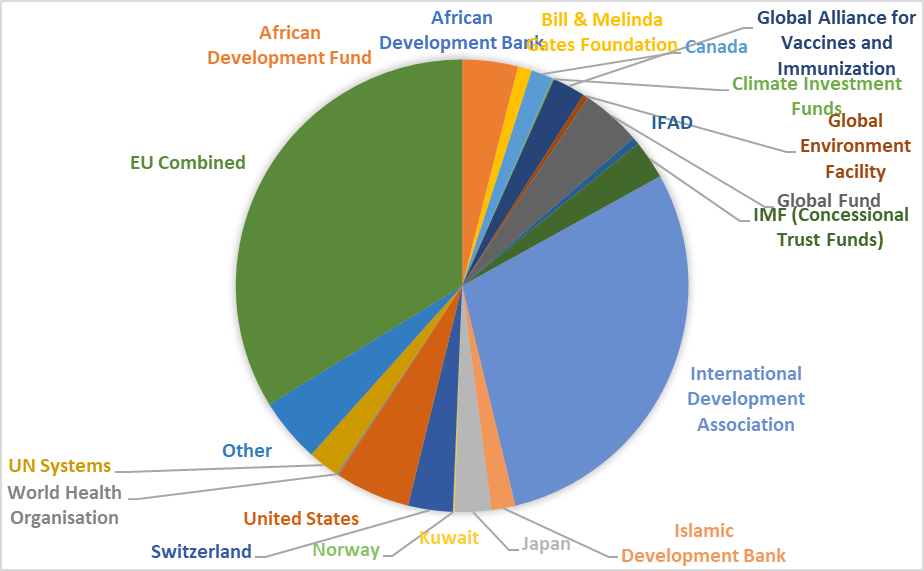 African
Development Fund
African
Development Bank
Bill & Melinda
Gates Foundation
Canada
Global Alliance for
Vaccines and
Immunization
Climate Investment
Funds
Global
Environment
Facility
IFAD
Global Fund
IMF (Concessional
Trust Funds)
International
Development
Association
Islamic
Development Bank
Japan
Kuwait
Norway
Switzerland
United States
World Health
Organisation
UN Systems
Other
EU Combined